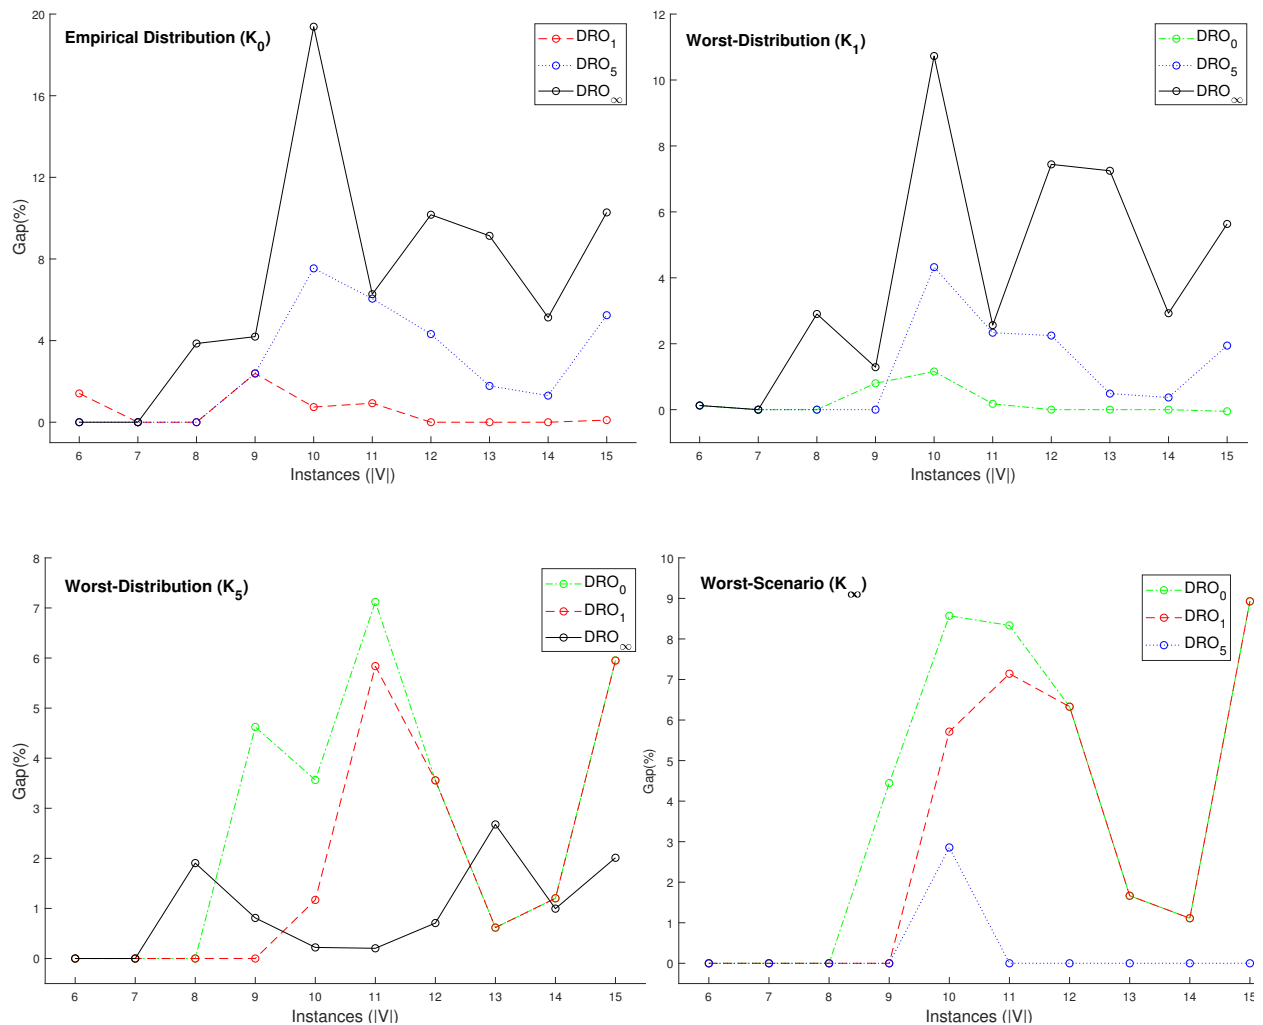 Empirical Distribution (K0)
DRO1
DRO5
DRO∞
Gap(%)
20
16
12
8
4
0
6 7 8 9 10 11 12 13 14 15
Instances (|V|)
Worst-Distribution (K1)
DRO0
DRO5
DRO∞
12
10
8
6
4
2
0
6 7 8 9 10 11 12 13 14 15
Instances (|V|)
Worst-Distribution (K5)
DRO0
DRO1
DRO∞
Gap(%)
8
7
6
5
4
3
2
1
0
6 7 8 9 10 11 12 13 14 15
Instances (|V|)
Worst-Scenario (K∞)
DRO0
DRO1
DRO5
Gap(%)
10
9
8
7
6
5
4
3
2
1
0
6 7 8 9 10 11 12 13 14 15
Instances (|V|)